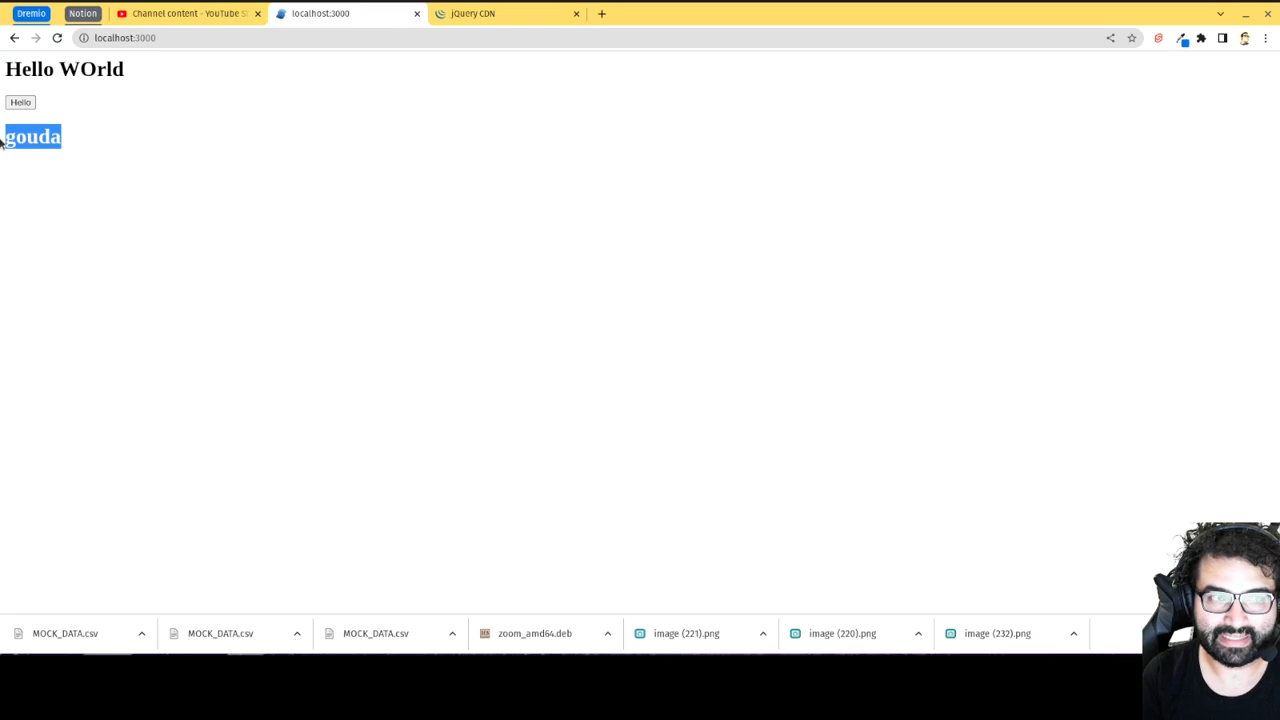 Dremio
Notion
Channel content - YouTube S
localhost:3000
jQuery CDN
localhost:3000
Hello WOrld
Hello
gouda
MOCK_DATA.csv
MOCK_DATA.csv
MOCK_DATA.csv
zoom_amd64.deb
image (221).png
image (220).png
image (232).png